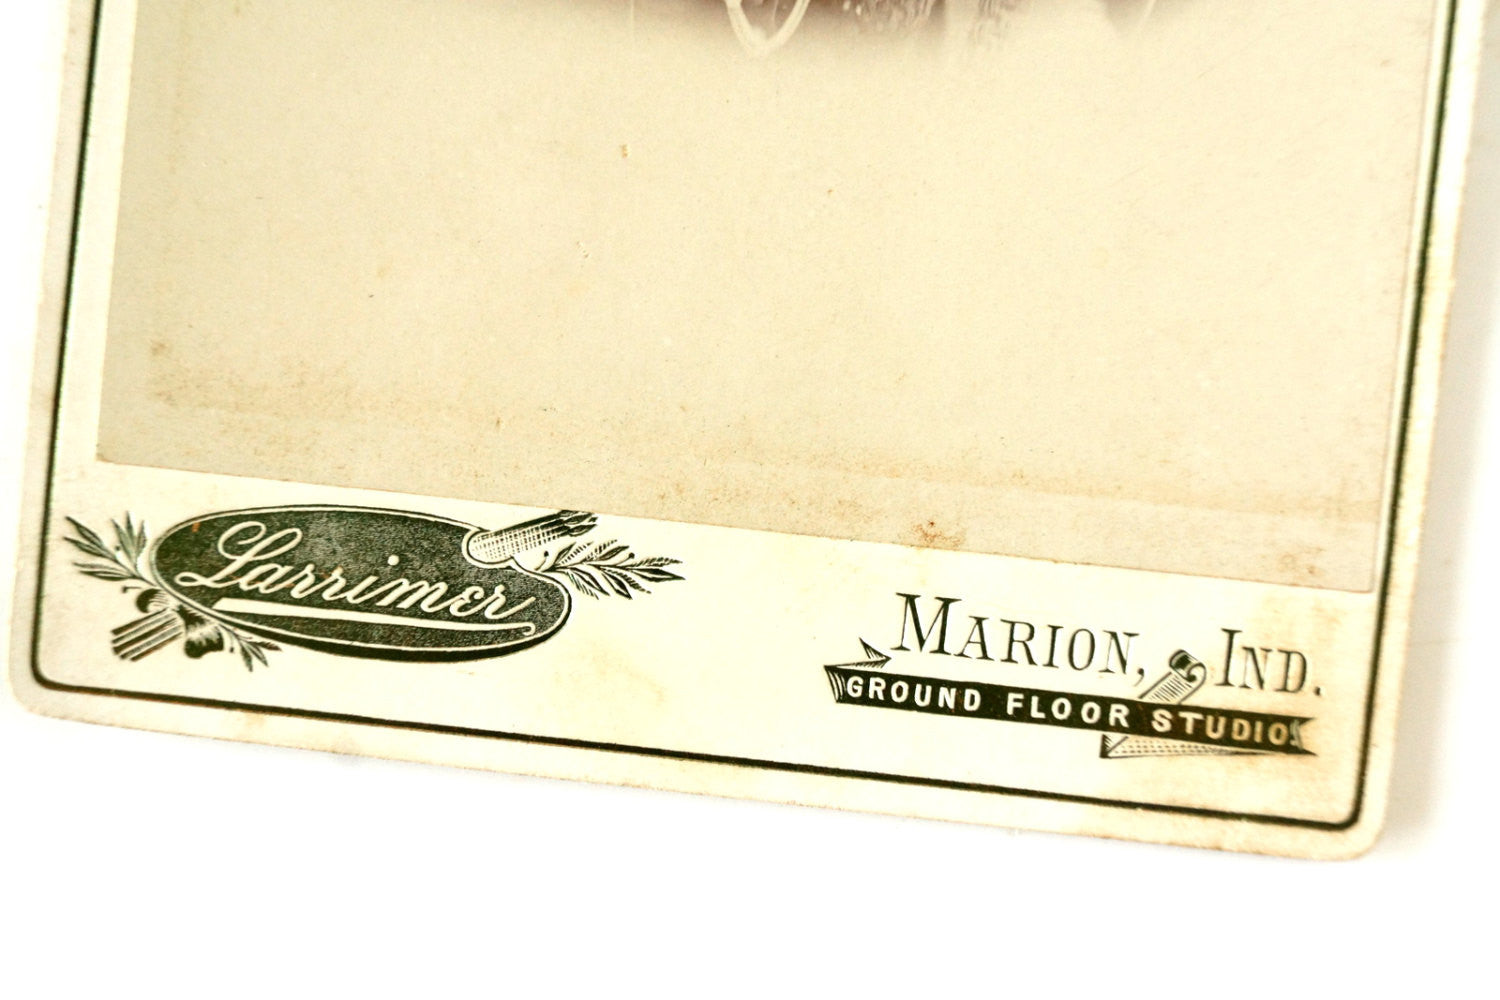 Larrimer
MARION, IND.
GROUND FLOOR STUDIO.